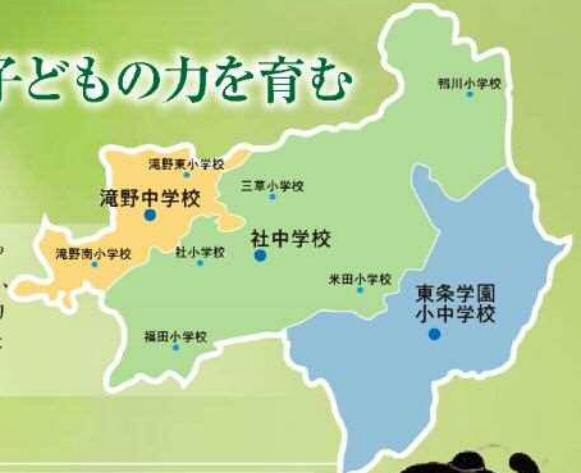 子どもの力を育む
鴨川小学校
滝野東小学校
三草小学校
滝野中学校
社中学校
滝野南小学校
社小学校
米田小学校
東条学園
小中学校
福田小学校